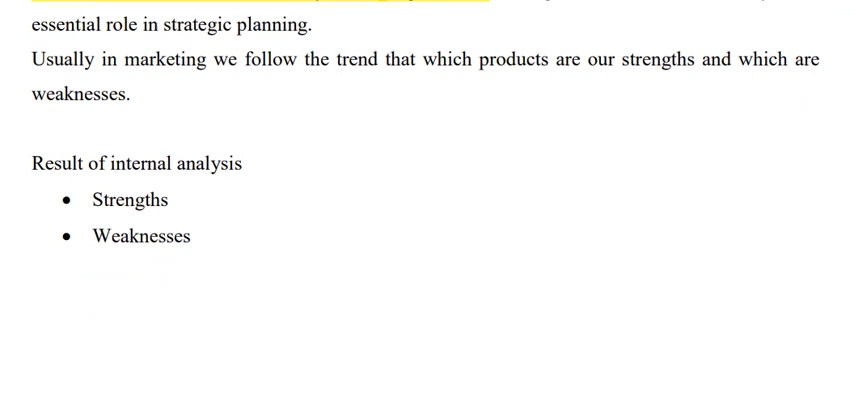 essential role in strategic planning.
Usually in marketing we follow the trend that which products are our strengths and which are
weaknesses.
Result of internal analysis
• Strengths
• Weaknesses